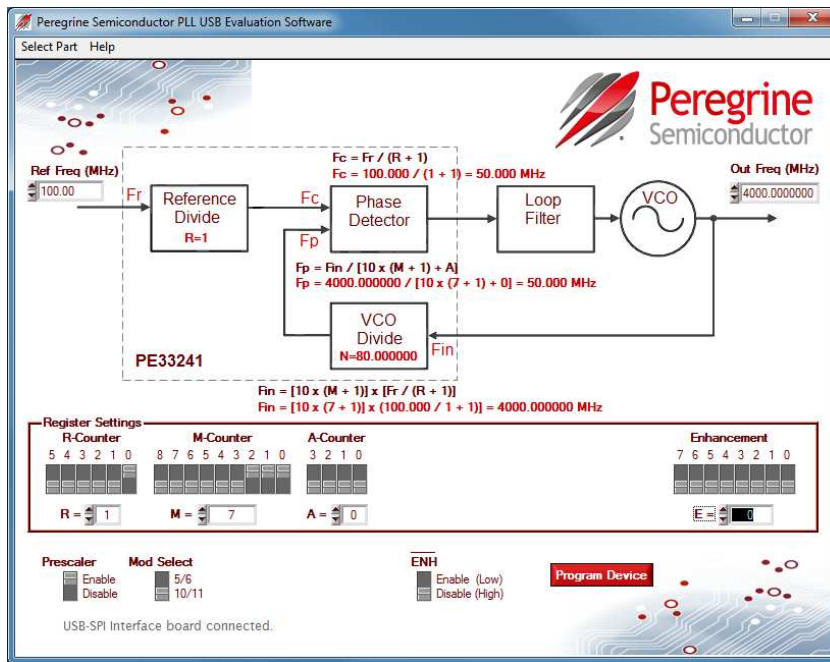 Peregrine Semiconductor PLL USB Evaluation Software
Select Part Help
Peregrine
Semiconductor
Ref Freq (MHz)
100.00
Fc = Fr / (R + 1)
Fc = 100.000 / (1 + 1) = 50.000 MHz
Out Freq (MHz)
4000.0000000
Fr
Reference
Divide
R=1
Fc
Fp
Phase
Detector
Loop
Filter
VCO
Fp = Fin / [10 x (M + 1) + A]
Fp = 4000.000000 / [10 x (7 + 1) + 0] = 50.000 MHz
VCO
Divide
N=80.000000
Fin
PE33241
Fin = [10 x (M + 1)] x [Fr / (R + 1)]
Fin = [10 x (7 + 1)] x (100.000 / 1 + 1)] = 4000.000000 MHz
Register Settings
R-Counter M-Counter A-Counter Enhancement
5 4 3 2 1 0 8 7 6 5 4 3 2 1 0 3 2 1 0 7 6 5 4 3 2 1 0
R = 1 M = 7 A = 0 E = 0
Prescaler Mod Select ENH
Enable 5/6 Enable (Low)
Disable 10/11 Disable (High)
Program Device
USB-SPI Interface board connected.